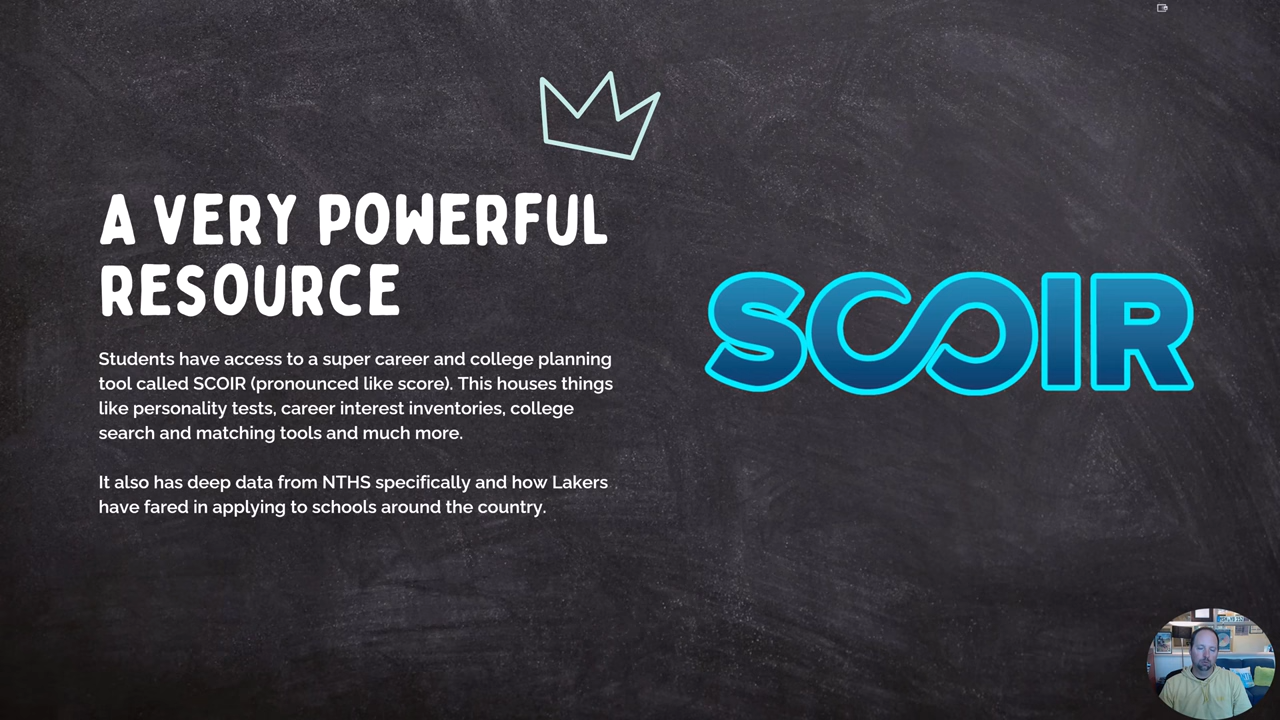 A VERY POWERFUL
RESOURCE
Students have access to a super career and college planning
tool called SCOIR (pronounced like score). This houses things
like personality tests, career interest inventories, college
search and matching tools and much more.
It also has deep data from NTHS specifically and how Lakers
have fared in applying to schools around the country.
SCOIR